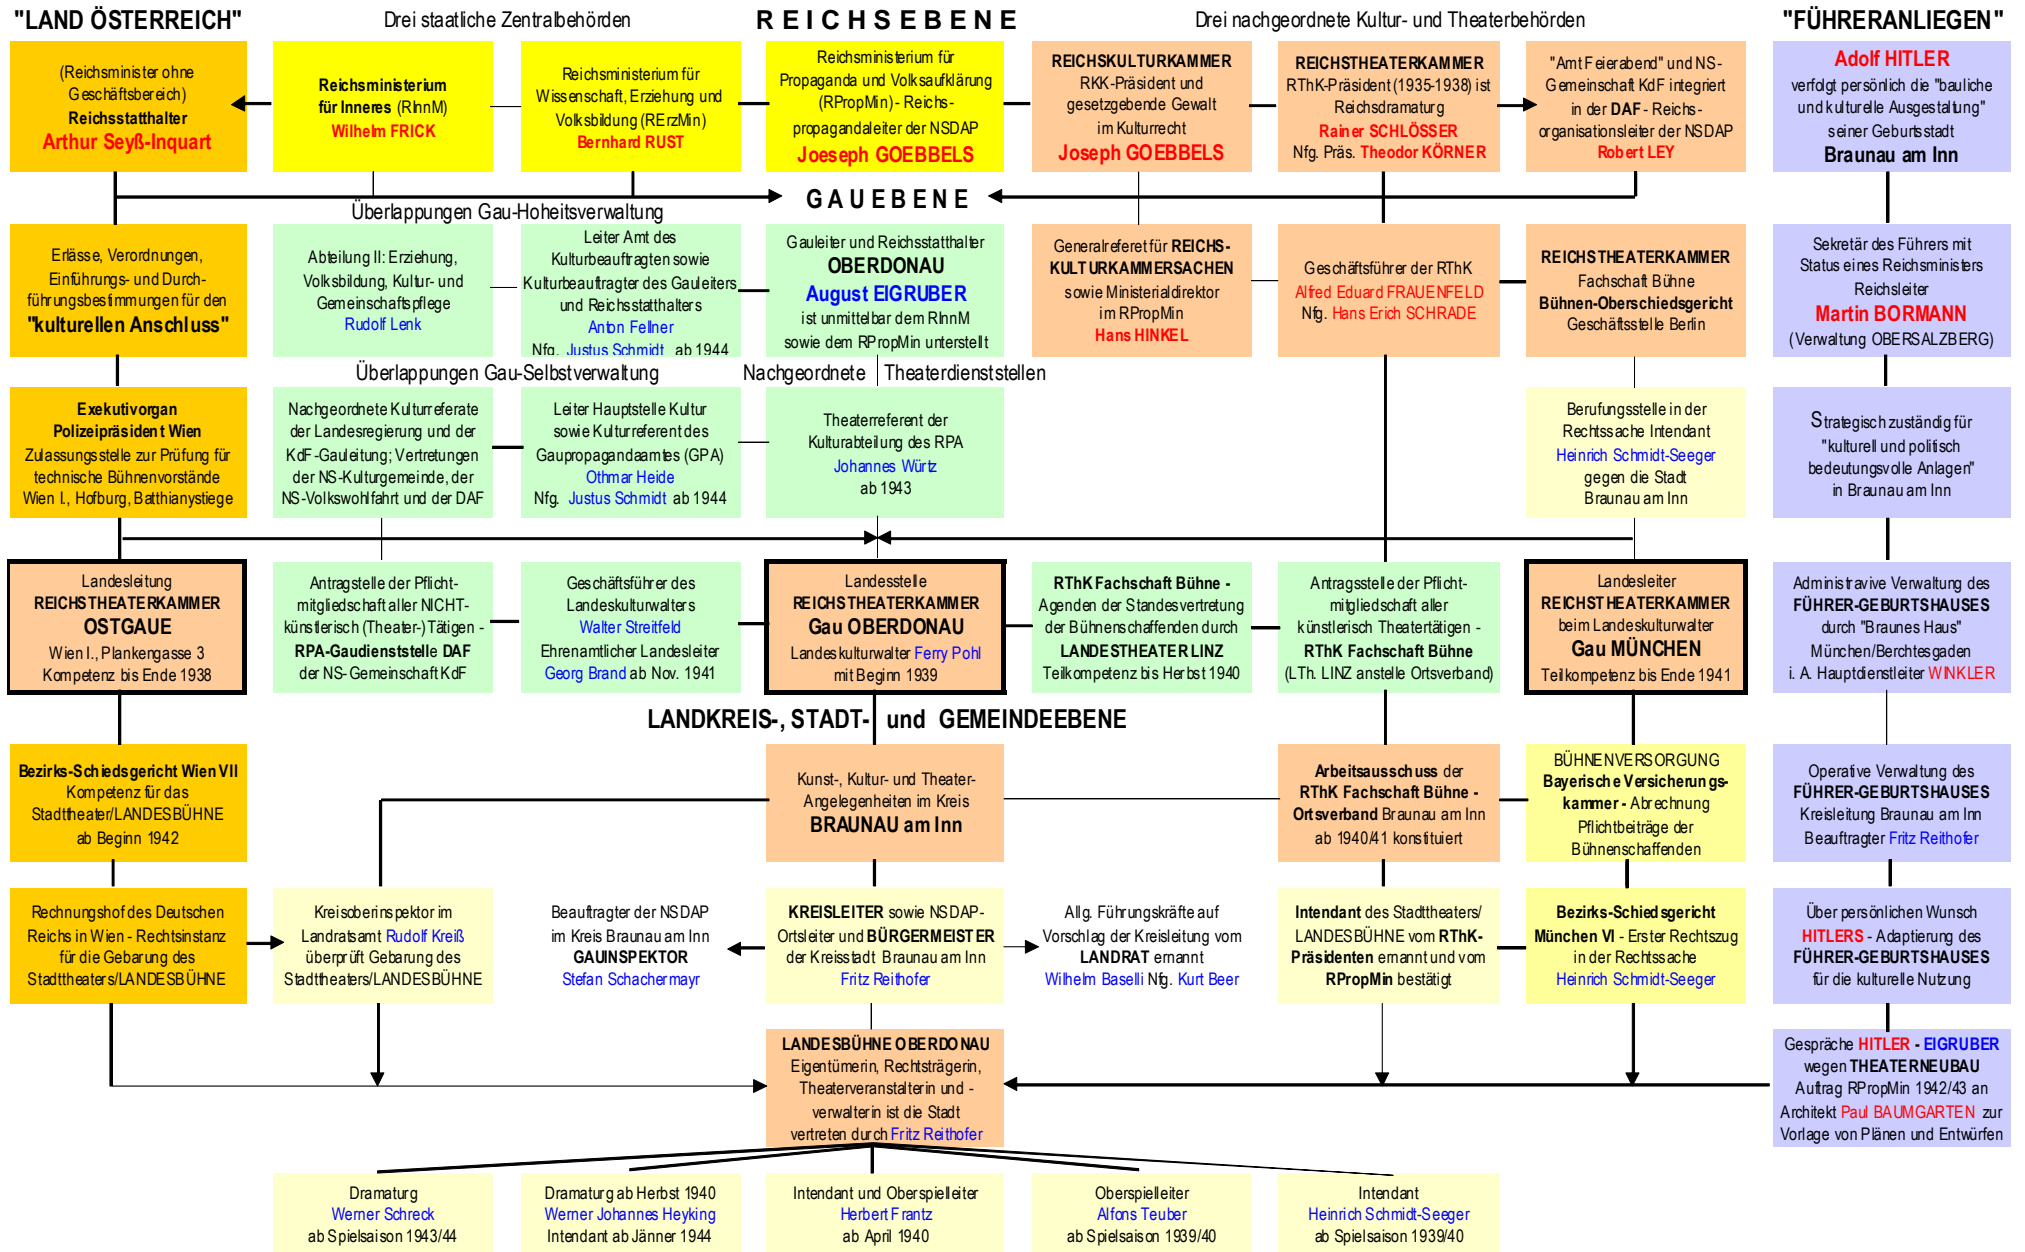 "LAND ÖSTERREICH"
Drei staatliche Zentralbehörden
REICHSEBENE
Drei nachgeordnete Kultur- und Theaterbehörden
"FÜHRERANLIEGEN"
(Reichsminister ohne
Geschäftsbereich)
Reichsstatthalter
Arthur Seyß-Inquart
Reichsministerium
für Inneres (RInnM)
Wilhelm FRICK
Reichsministerium für
Wissenschaft, Erziehung und
Volksbildung (RErzMin)
Bernhard RUST
Reichsministerium für
Propaganda und Volksaufklärung
(RPropMin) - Reichs-
propagandaleiter der NSDAP
Joeseph GOEBBELS
REICHSKULTURKAMMER
RKK-Präsident und
gesetzgebende Gewalt
im Kulturrecht
Joseph GOEBBELS
REICHSTHEATERKAMMER
RThK-Präsident (1935-1938) ist
Reichsdramaturg
Rainer SCHLÖSSER
Nfg. Präs. Theodor KÖRNER
"Amt Feierabend" und NS-
Gemeinschaft KdF integriert
in der DAF - Reichs-
organisationsleiter der NSDAP
Robert LEY
Adolf HITLER
verfolgt persönlich die "bauliche
und kulturelle Ausgestaltung"
seiner Geburtsstadt
Braunau am Inn
GAUEBENE
Überlappungen Gau-Hoheitsverwaltung
Erlässe, Verordnungen,
Einführungs- und Durch-
führungsbestimmungen für den
"kulturellen Anschluss"
Abteilung II: Erziehung,
Volksbildung, Kultur- und
Gemeinschaftspflege
Rudolf Lenk
Leiter Amt des
Kulturbeauftragten sowie
Kulturbeauftragter des Gauleiters
und Reichsstatthalters
Anton Fellner
Nfg. Justus Schmidt ab 1944
Gauleiter und Reichsstatthalter
OBERDONAU
August EIGRUBER
ist unmittelbar dem RInnM
sowie dem RPropMin unterstellt
Generalreferet für REICHS-
KULTURKAMMERSACHEN
sowie Ministerialdirektor
im RPropMin
Hans HINKEL
Geschäftsführer der RThK
Alfred Eduard FRAUENFELD
Nfg. Hans Erich SCHRADE
REICHSTHEATERKAMMER
Fachschaft Bühne
Bühnen-Oberschiedsgericht
Geschäftsstelle Berlin
Sekretär des Führers mit
Status eines Reichsministers
Reichsleiter
Martin BORMANN
(Verwaltung OBERSALZBERG)
Überlappungen Gau-Selbstverwaltung
Nachgeordnete Theaterdienststellen
Exekutivorgan
Polizeipräsident Wien
Zulassungsstelle zur Prüfung für
technische Bühnenvorstände
Wien I., Hofburg, Batthianystiege
Nachgeordnete Kulturreferate
der Landesregierung und der
KdF-Gauleitung; Vertretungen
der NS-Kulturgemeinde, der
NS-Volkswohlfahrt und der DAF
Leiter Hauptstelle Kultur
sowie Kulturreferent des
Gaupropagandaamtes (GPA)
Othmar Heide
Nfg. Justus Schmidt ab 1944
Theaterreferent der
Kulturabteilung des RPA
Johannes Würtz
ab 1943
Berufungsstelle in der
Rechtssache Intendant
Heinrich Schmidt-Seeger
gegen die Stadt
Braunau am Inn
Strategisch zuständig für
"kulturell und politisch
bedeutungsvolle Anlagen"
in Braunau am Inn
Landesleitung
REICHSTHEATERKAMMER
OSTGAUE
Wien I., Plankengasse 3
Kompetenz bis Ende 1938
Antragstelle der Pflicht-
mitgliedschaft aller NICHT-
künstlerisch (Theater-) Tätigen -
RPA-Gaudienststelle DAF
der NS-Gemeinschaft KdF
Geschäftsführer des
Landeskulturwalters
Walter Streitfeld
Ehrenamtlicher Landesleiter
Georg Brand ab Nov. 1941
Landesstelle
REICHSTHEATERKAMMER
Gau OBERDONAU
Landeskulturwalter Ferry Pohl
mit Beginn 1939
RThK Fachschaft Bühne -
Agenden der Standesvertretung
der Bühnenschaffenden durch
LANDESTHEATER LINZ
Teilkompetenz bis Herbst 1940
Antragsstelle der Pflicht-
mitgliedschaft aller
künstlerisch Theatertätigen -
RThK Fachschaft Bühne
(LTh. LINZ anstelle Ortsverband)
Landesleiter
REICHSTHEATERKAMMER
beim Landeskulturwalter
Gau MÜNCHEN
Teilkompetenz bis Ende 1941
Administravive Verwaltung des
FÜHRER-GEBURTSHAUSES
durch "Braunes Haus"
München/Berchtesgaden
i. A. Hauptdienstleiter WINKLER
LANDKREIS-, STADT- und GEMEINDEEBENE
Bezirks-Schiedsgericht Wien VII
Kompetenz für das
Stadttheater/LANDESBÜHNE
ab Beginn 1942
Kunst-, Kultur- und Theater-
Angelegenheiten im Kreis
BRAUNAU am Inn
Arbeitsausschuss der
RThK Fachschaft Bühne -
Ortsverband Braunau am Inn
ab 1940/41 konstituiert
BÜHNENVERSORGUNG
Bayerische Versicherungs-
kammer - Abrechnung
Pflichtbeiträge der
Bühnenschaffenden
Operative Verwaltung des
FÜHRER-GEBURTSHAUSES
Kreisleitung Braunau am Inn
Beauftragter Fritz Reithofer
Rechnungshof des Deutschen
Reichs in Wien - Rechtsinstanz
für die Gebarung des
Stadttheaters/LANDESBÜHNE
Kreisoberinspektor im
Landratsamt Rudolf Kreiß
überprüft Gebarung des
Stadttheaters/LANDESBÜHNE
Beauftragter der NSDAP
im Kreis Braunau am Inn
GAUINSPEKTOR
Stefan Schachermayr
KREISLEITER sowie NSDAP-
Ortsleiter und BÜRGERMEISTER
der Kreisstadt Braunau am Inn
Fritz Reithofer
Allg. Führungskräfte auf
Vorschlag der Kreisleitung vom
LANDRAT ernannt
Wilhelm Baselli Nfg. Kurt Beer
Intendant des Stadttheaters/
LANDESBÜHNE vom RThK-
Präsidenten ernannt und vom
RPropMin bestätigt
Bezirks-Schiedsgericht
München VI - Erster Rechtszug
in der Rechtssache
Heinrich Schmidt-Seeger
Über persönlichen Wunsch
HITLERS - Adaptierung des
FÜHRER-GEBURTSHAUSES
für die kulturelle Nutzung
LANDESBÜHNE OBERDONAU
Eigentümerin, Rechtsträgerin,
Theaterveranstalterin und -
verwalterin ist die Stadt
vertreten durch Fritz Reithofer
Gespräche HITLER - EIGRUBER
wegen THEATERNEUBAU
Auftrag RPropMin 1942/43 an
Architekt Paul BAUMGARTEN zur
Vorlage von Plänen und Entwürfen
Dramaturg
Werner Schreck
ab Spielsaison 1943/44
Dramaturg ab Herbst 1940
Werner Johannes Heyking
Intendant ab Jänner 1944
Intendant und Oberspielleiter
Herbert Frantz
ab April 1940
Oberspielleiter
Alfons Teuber
ab Spielsaison 1939/40
Intendant
Heinrich Schmidt-Seeger
ab Spielsaison 1939/40